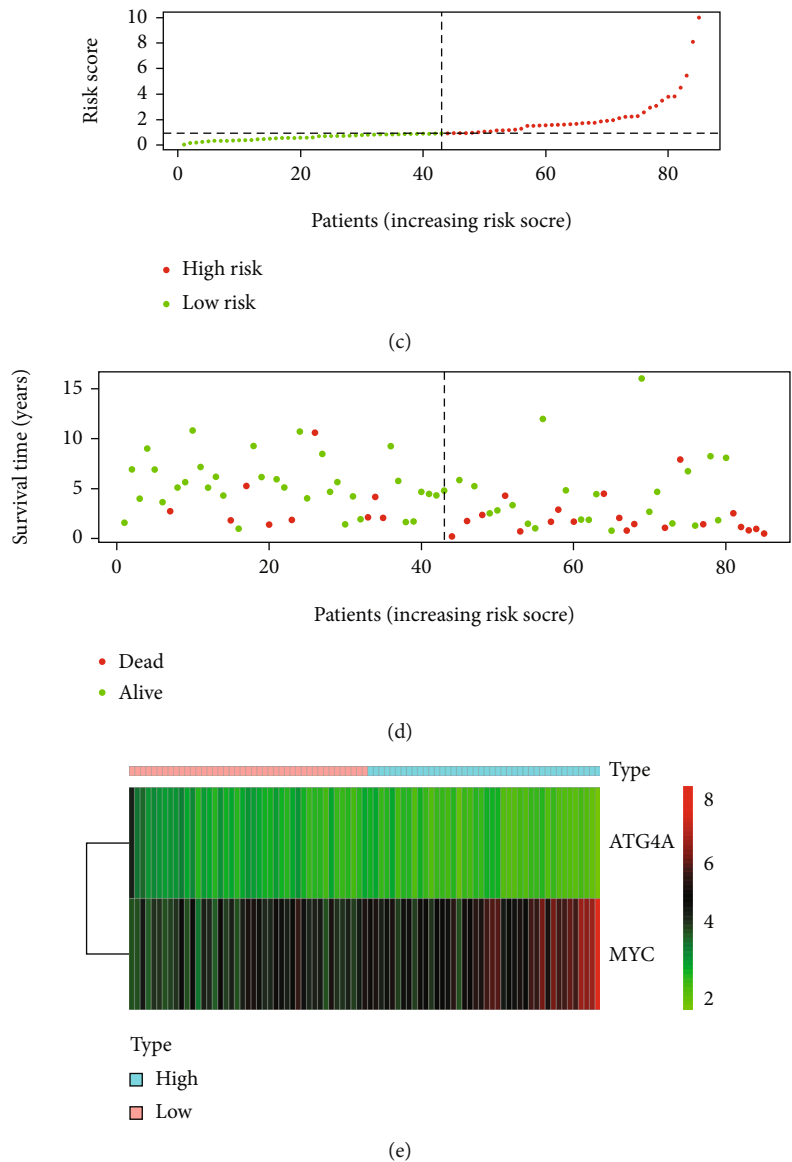 10
8
6
4
2
0
Risk score
0 20 40 60 80
Patients (increasing risk socre)
High risk
Low risk
(c)
15
10
5
0
Survival time (years)
0 20 40 60 80
Patients (increasing risk socre)
Dead
Alive
(d)
Type
ATG4A
MYC
8
6
4
2
Type
High
Low
(e)